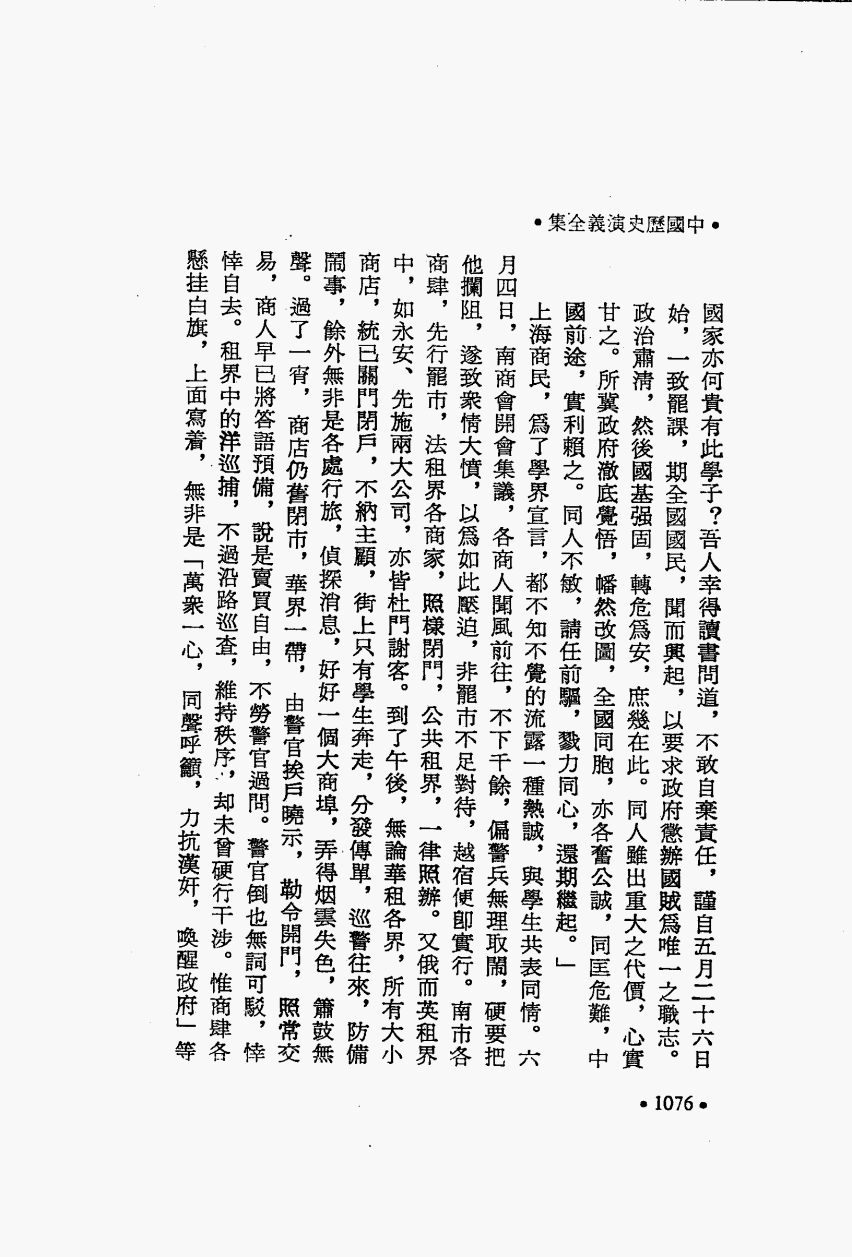 •中國歷史演義全集•
國家亦何貴有此學子？吾人幸得讀書問道，不敢自棄責任，謹自五月二十六日
始，一致罷課，期全國國民，聞而興起，以要求政府懲辦國賊爲唯一之職志。
政治肅清，然後國基强固，轉危爲安，庶幾在此。同人雖出重大之代價，心實
甘之。所冀政府澈底覺悟，幡然改圖，全國同胞，亦各奮公誠，同匡危難，中
國前途，實利賴之。同人不敏，請任前驅，戮力同心，還期繼起。」
上海商民，爲了學界宣言，都不知不覺的流露一種熱誠，與學生共表同情。六
月四日，南商會開會集議，各商人聞風前往，不下千餘，偏警兵無理取鬧，硬要把
他攔阻，遂致衆情大憤，以爲如此壓迫，非罷市不足對待，越宿便卽實行。南市各
商肆，先行罷市，法租界各商家，照樣閉門，公共租界，一律照辦。又俄而英租界
中，如永安、先施兩大公司，亦皆杜門謝客。到了午後，無論華租各界，所有大小
商店，統已關門閉戶，不納主顧，街上只有學生奔走，分發傳單，巡警往來，防備
鬧事，餘外無非是各處行旅，偵探消息，好好一個大商埠，弄得烟雲失色，簫鼓無
聲。過了一宵，商店仍舊閉市，華界一帶，由警官挨戶曉示，勒令開門，照常交
易，商人早已將答語預備，說是賣買自由，不勞警官過問。警官倒也無詞可駁，悻
悻自去。租界中的洋巡捕，不過沿路巡査，維持秩序，却未曾硬行干涉。惟商肆各
懸挂白旗，上面寫着，無非是「萬衆一心，同聲呼籲，力抗漢奸，喚醒政府」等
•1076•